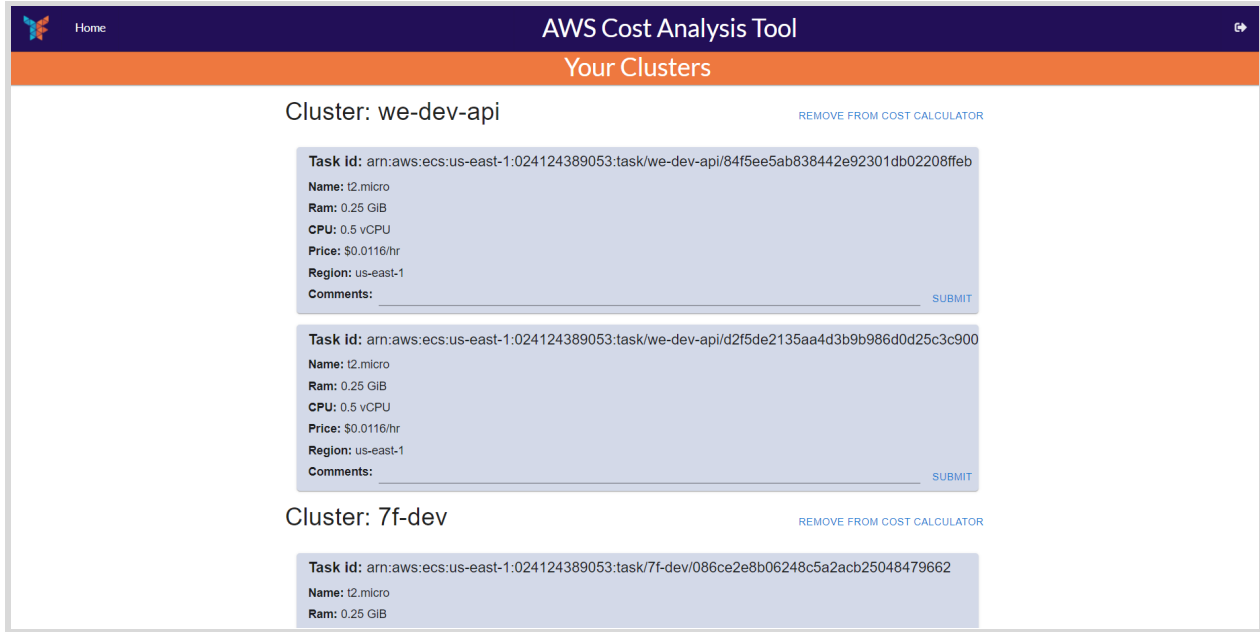 Home
AWS Cost Analysis Tool
Your Clusters
Cluster: we-dev-api
REMOVE FROM COST CALCULATOR
Task id: arn:aws:ecs:us-east-1:024124389053:task/we-dev-api/84f5ee5ab838442e92301db02208ffeb
Name: t2.micro
Ram: 0.25 GiB
CPU: 0.5 vCPU
Price: $0.0116/hr
Region: us-east-1
Comments:
SUBMIT
Task id: arn:aws:ecs:us-east-1:024124389053:task/we-dev-api/d2f5de2135aa4d3b9b986d0d25c3c900
Name: t2.micro
Ram: 0.25 GiB
CPU: 0.5 vCPU
Price: $0.0116/hr
Region: us-east-1
Comments:
SUBMIT
Cluster: 7f-dev
REMOVE FROM COST CALCULATOR
Task id: arn:aws:ecs:us-east-1:024124389053:task/7f-dev/086ce2e8b06248c5a2acb25048479662
Name: t2.micro
Ram: 0.25 GiB